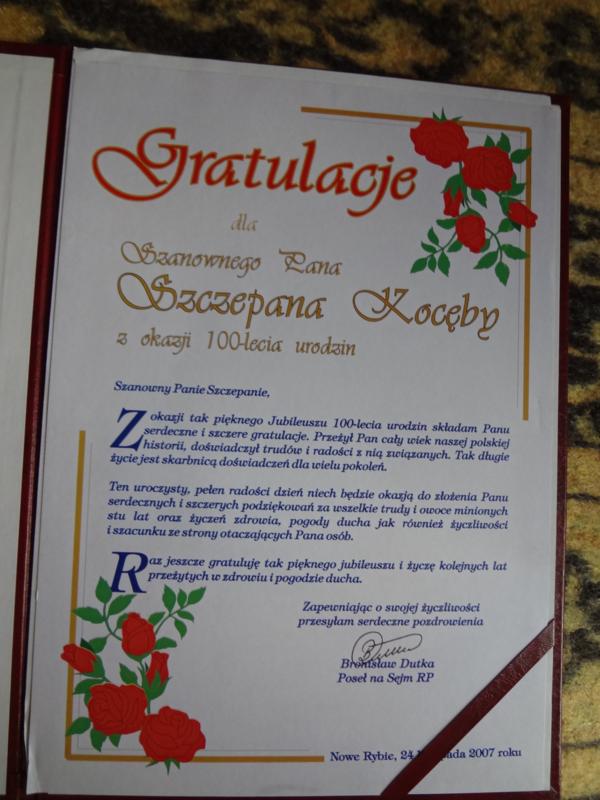 Gratulacje
dla
Szanownego Pana
Szczepana Kocęby
z okazji 100-lecia urodzin
Szanowny Panie Szczepanie,
Z okazji tak pięknego Jubileuszu 100-lecia urodzin składam Panu
serdeczne i szczere gratulacje. Przeżył Pan cały wiek naszej polskiej
historii, doświadczył trudów i radości z nią związanych. Tak długie
życie jest skarbnicą doświadczeń dla wielu pokoleń.
Ten uroczysty, pełen radości dzień niech będzie okazją do złożenia Panu
serdecznych i szczerych podziękowań za wszelkie trudy i owoce minionych
stu lat oraz życzeń zdrowia, pogody ducha jak również życzliwości
i szacunku ze strony otaczających Pana osób.
Raz jeszcze gratuluję tak pięknego jubileuszu i życzę kolejnych lat
przeżytych w zdrowiu i pogodzie ducha.
Zapewniając o swojej życzliwości
przesyłam serdeczne pozdrowienia
Bronisław Dutka
Poseł na Sejm RP
Nowe Rybie, 24 2007 roku